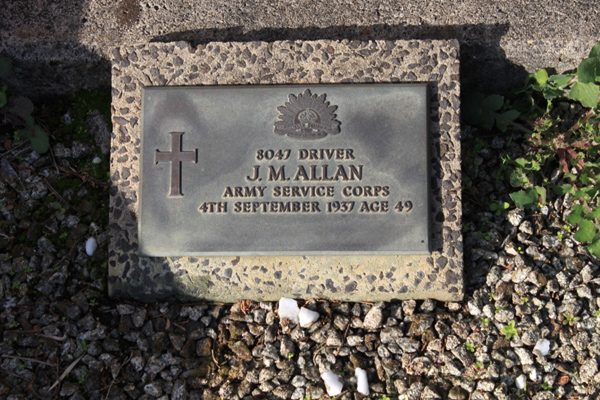 8047 DRIVER
J. M. ALLAN
ARMY SERVICE CORPS
4TH SEPTEMBER 1937 AGE 49